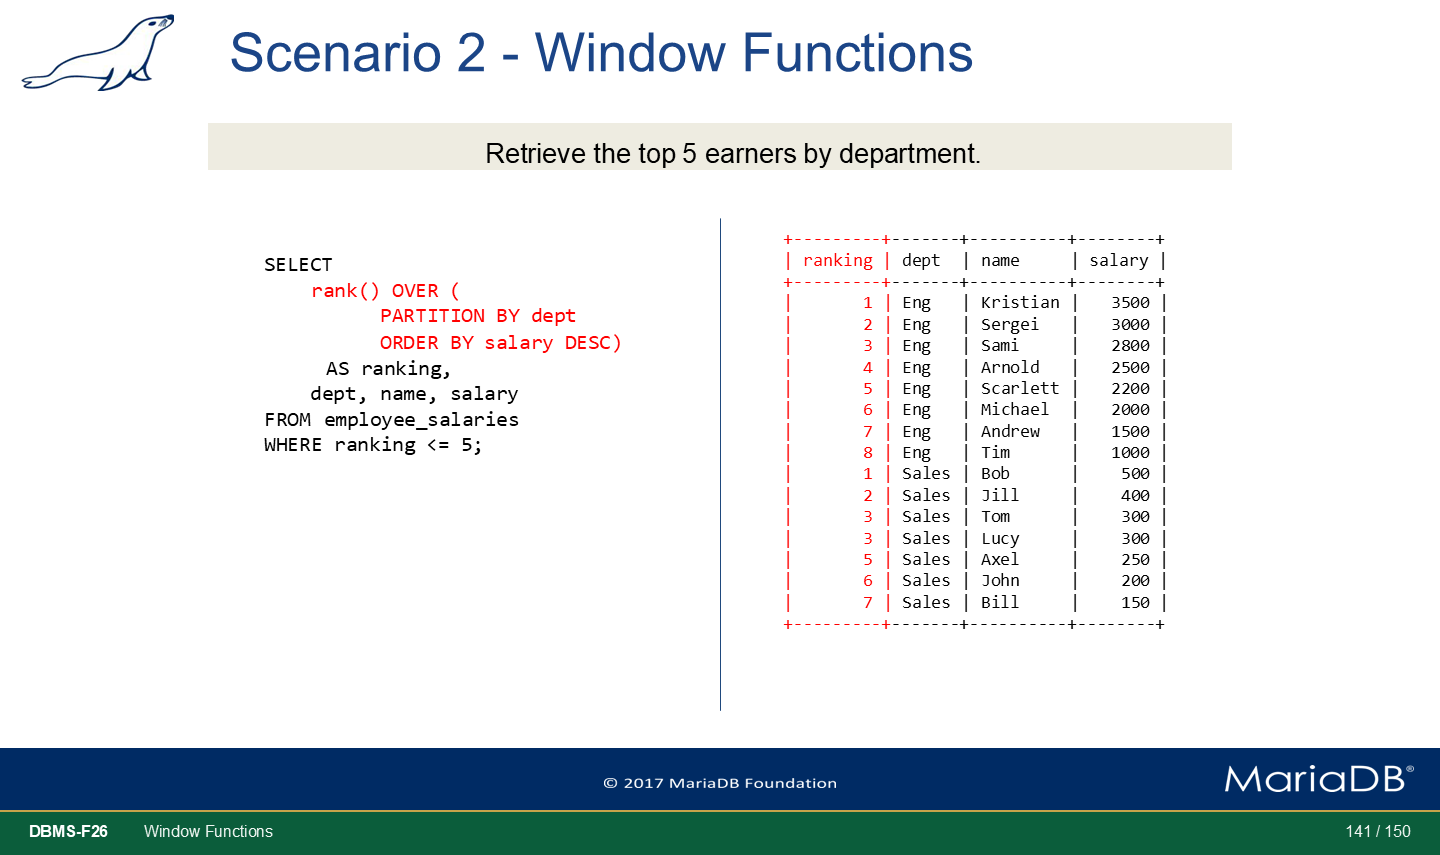 Scenario 2 - Window Functions
Retrieve the top 5 earners by department.
SELECT
    rank() OVER (
          PARTITION BY dept
          ORDER BY salary DESC)
     AS ranking,
    dept, name, salary
FROM employee_salaries
WHERE ranking <= 5;
+---------+-------+----------+--------+
| ranking | dept  | name     | salary |
+---------+-------+----------+--------+
|       1 | Eng   | Kristian |   3500 |
|       2 | Eng   | Sergei   |   3000 |
|       3 | Eng   | Sami     |   2800 |
|       4 | Eng   | Arnold   |   2500 |
|       5 | Eng   | Scarlett |   2200 |
|       6 | Eng   | Michael  |   2000 |
|       7 | Eng   | Andrew   |   1500 |
|       8 | Eng   | Tim      |   1000 |
|       1 | Sales | Bob      |    500 |
|       2 | Sales | Jill     |    400 |
|       3 | Sales | Tom      |    300 |
|       3 | Sales | Lucy     |    300 |
|       5 | Sales | Axel     |    250 |
|       6 | Sales | John     |    200 |
|       7 | Sales | Bill     |    150 |
+---------+-------+----------+--------+
© 2017 MariaDB Foundation
MariaDB®
DBMS-F26 Window Functions 141 / 150